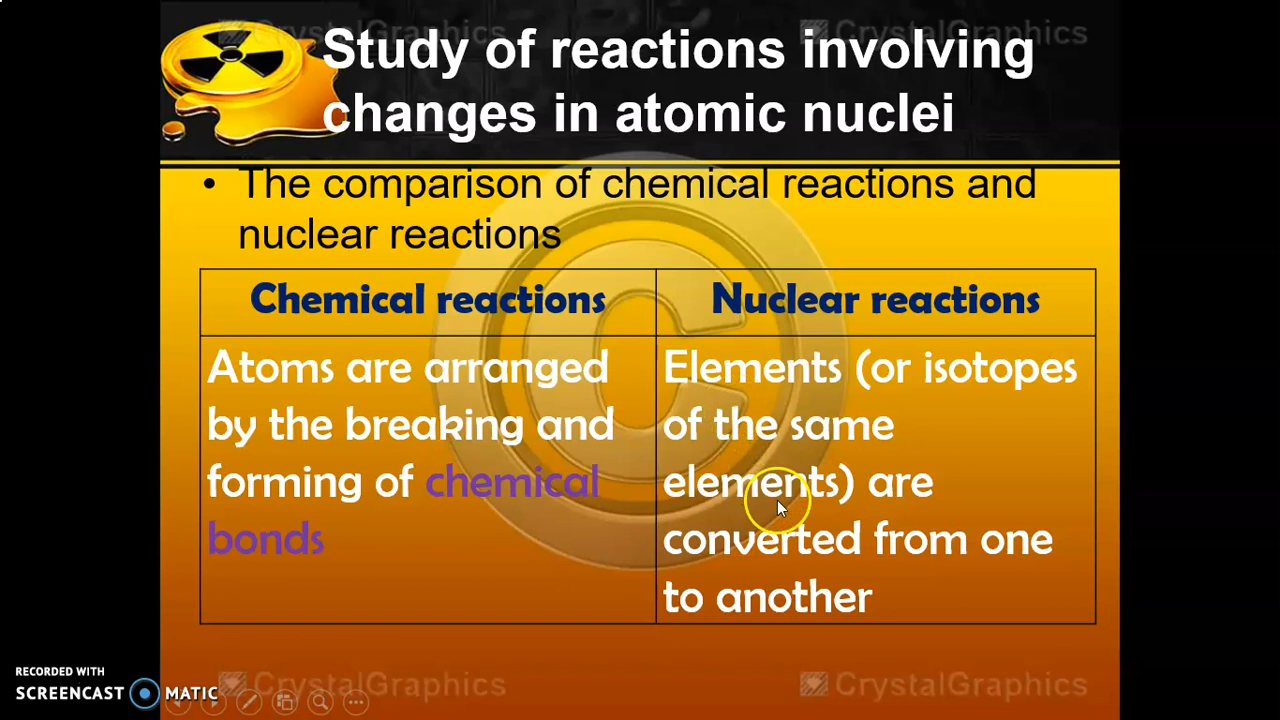 CrystalGraphics CrystalGraphics
Study of reactions involving
changes in atomic nuclei
• The comparison of chemical reactions and
nuclear reactions
Chemical reactions
Nuclear reactions
Atoms are arranged
by the breaking and
forming of chemical
bonds
Elements (or isotopes
of the same
elements) are
converted from one
to another
RECORDED WITH
SCREENCAST MATIC
CrystalGraphics CrystalGraphics